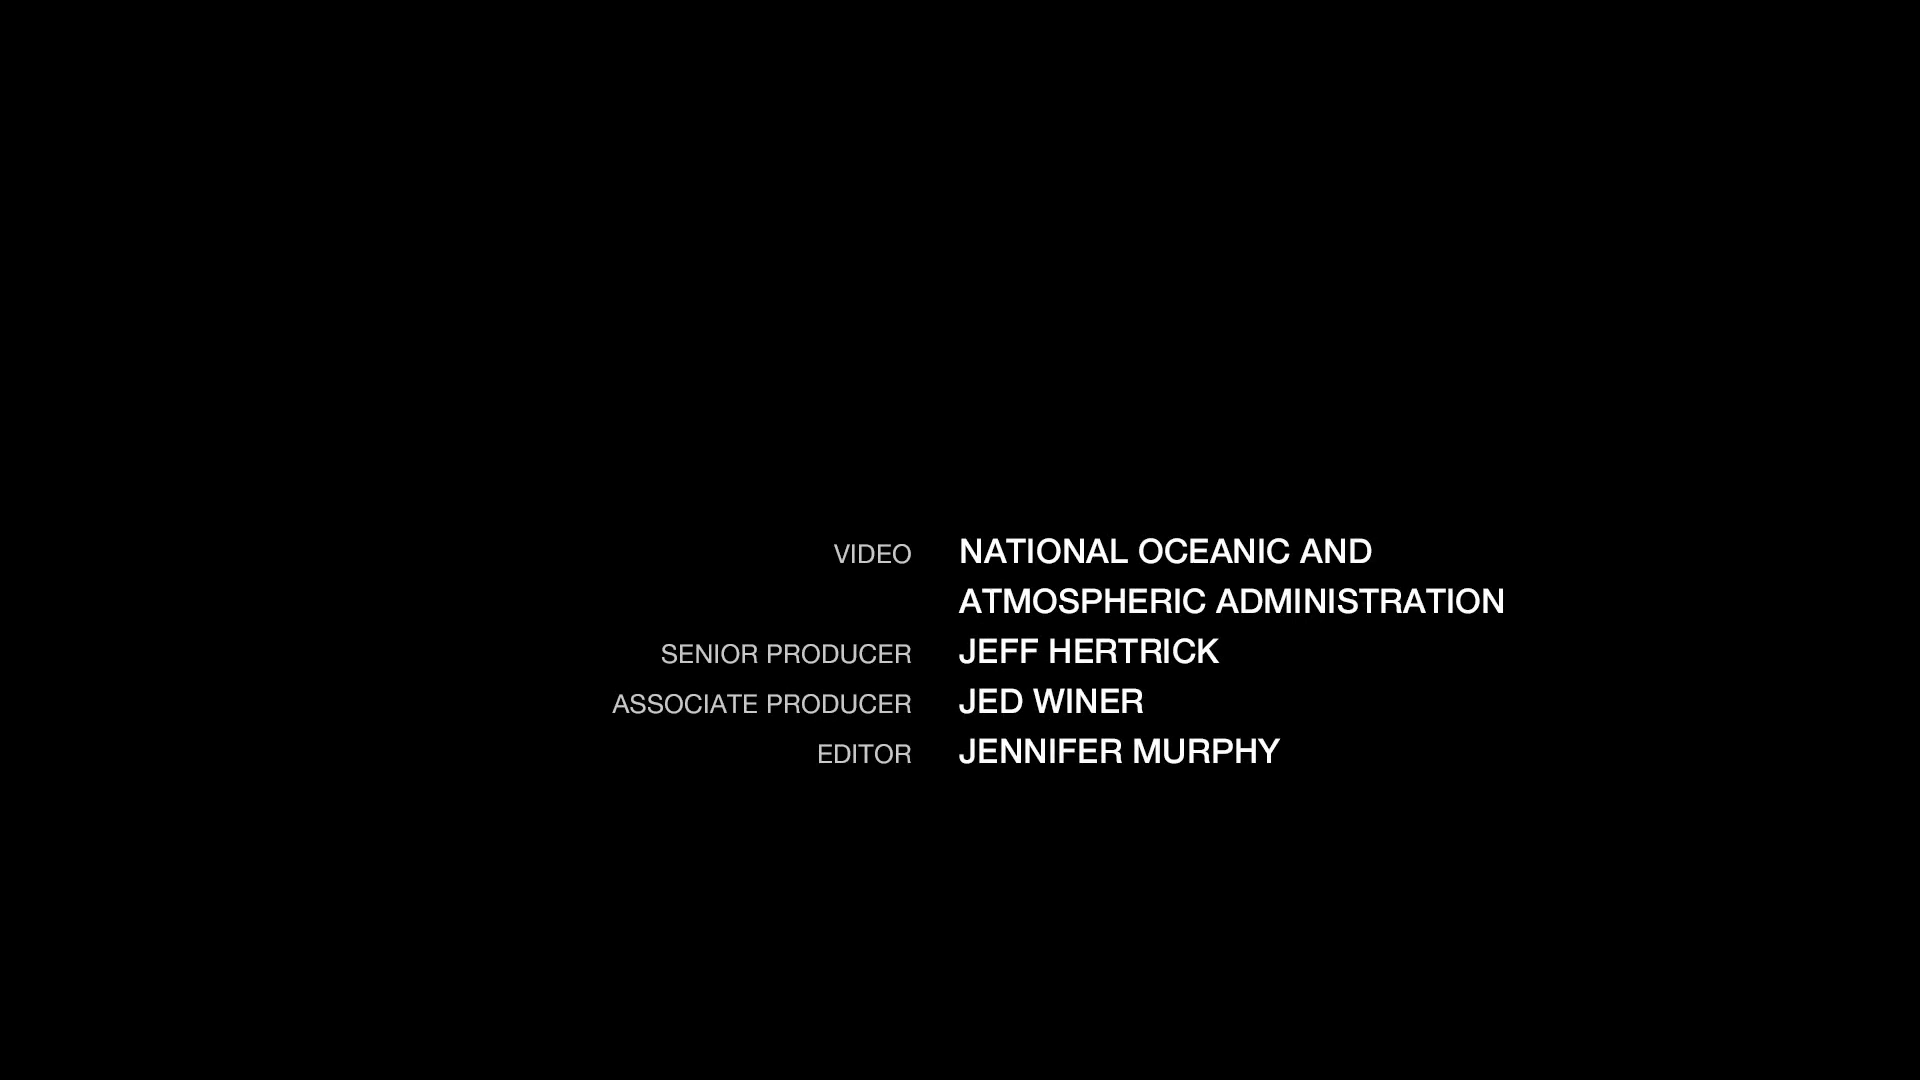 VIDEO NATIONAL OCEANIC AND
ATMOSPHERIC ADMINISTRATION
SENIOR PRODUCER JEFF HERTRICK
ASSOCIATE PRODUCER JED WINER
EDITOR JENNIFER MURPHY